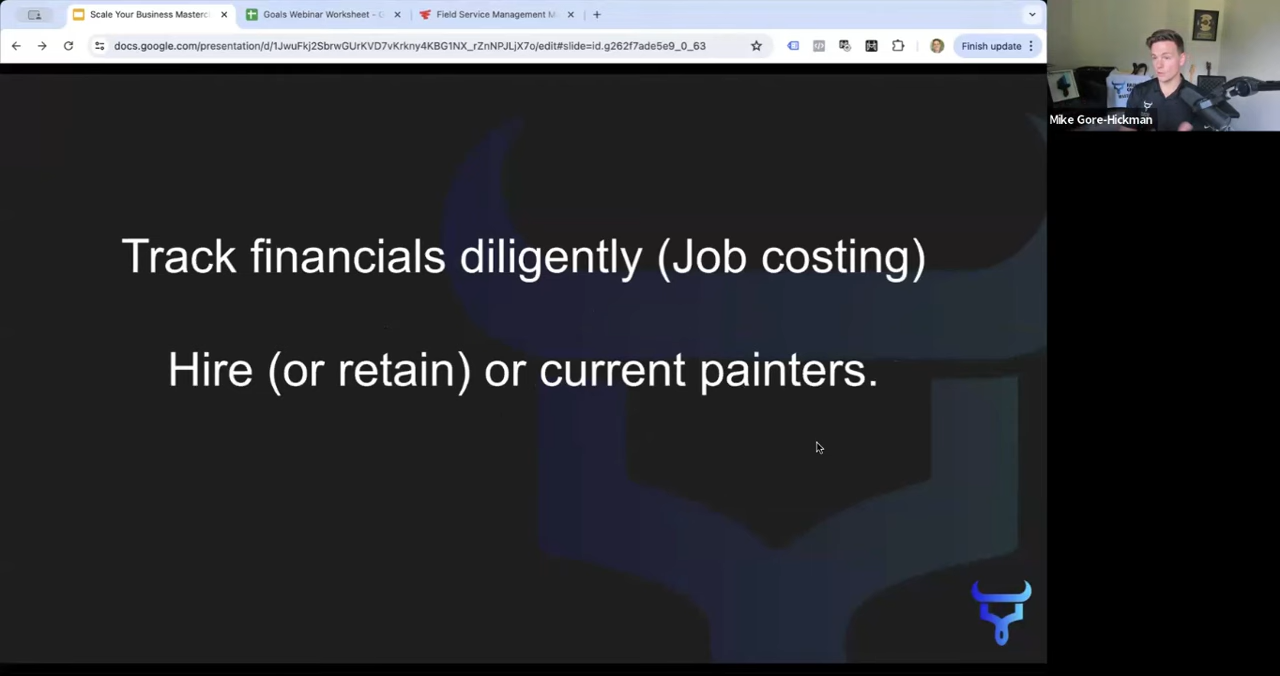 Scale Your Business Masterc
Goals Webinar Worksheet -
Field Service Management M
docs.google.com/presentation/d/1JwuFkj2SbrwGUrKVD7vKrkny4KBG1NX_rZnNPJLjX7o/edit#slide=id.g262f7ade5e9_0_63
Finish update
Mike Gore-Hickman
Track financials diligently (Job costing)
Hire (or retain) or current painters.